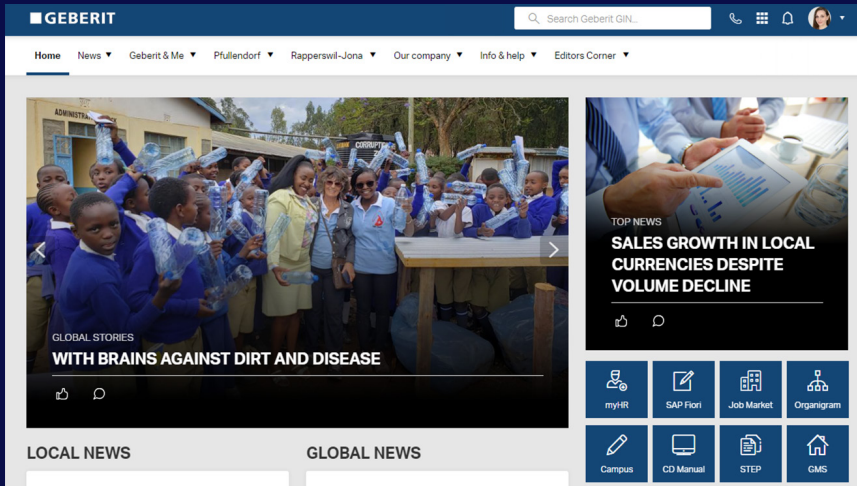 GEBERIT
Search Geberit GIN...
Home
News
Geberit & Me
Pfullendorf
Rapperswil-Jona
Our company
Info & help
Editors Corner
CORRUPT
GLOBAL STORIES
WITH BRAINS AGAINST DIRT AND DISEASE
TOP NEWS
SALES GROWTH IN LOCAL
CURRENCIES DESPITE
VOLUME DECLINE
myHR
SAP Fiori
Job Market
Organigram
Campus
CD Manual
STEP
GMS
LOCAL NEWS
GLOBAL NEWS